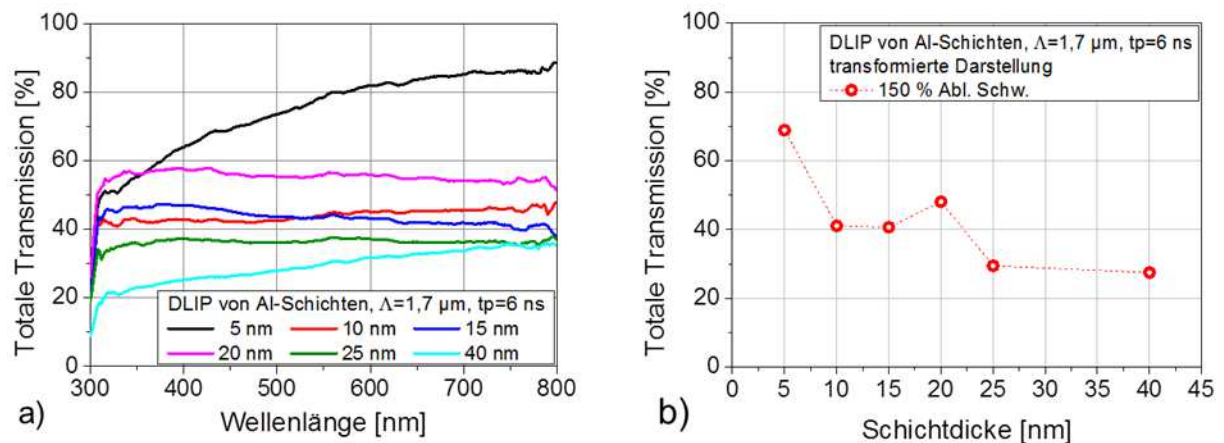 100
80
60
40
20
0
Totale Transmission [%]
DLIP von Al-Schichten, Λ=1,7 µm, tp=6 ns
5 nm 10 nm 15 nm
20 nm 25 nm 40 nm
300 400 500 600 700 800
Wellenlänge [nm]
a)
100
80
60
40
20
0
Totale Transmission [%]
DLIP von Al-Schichten, Λ=1,7 µm, tp=6 ns
transformierte Darstellung
150 % Abl. Schw.
0 5 10 15 20 25 30 35 40 45
Schichtdicke [nm]
b)